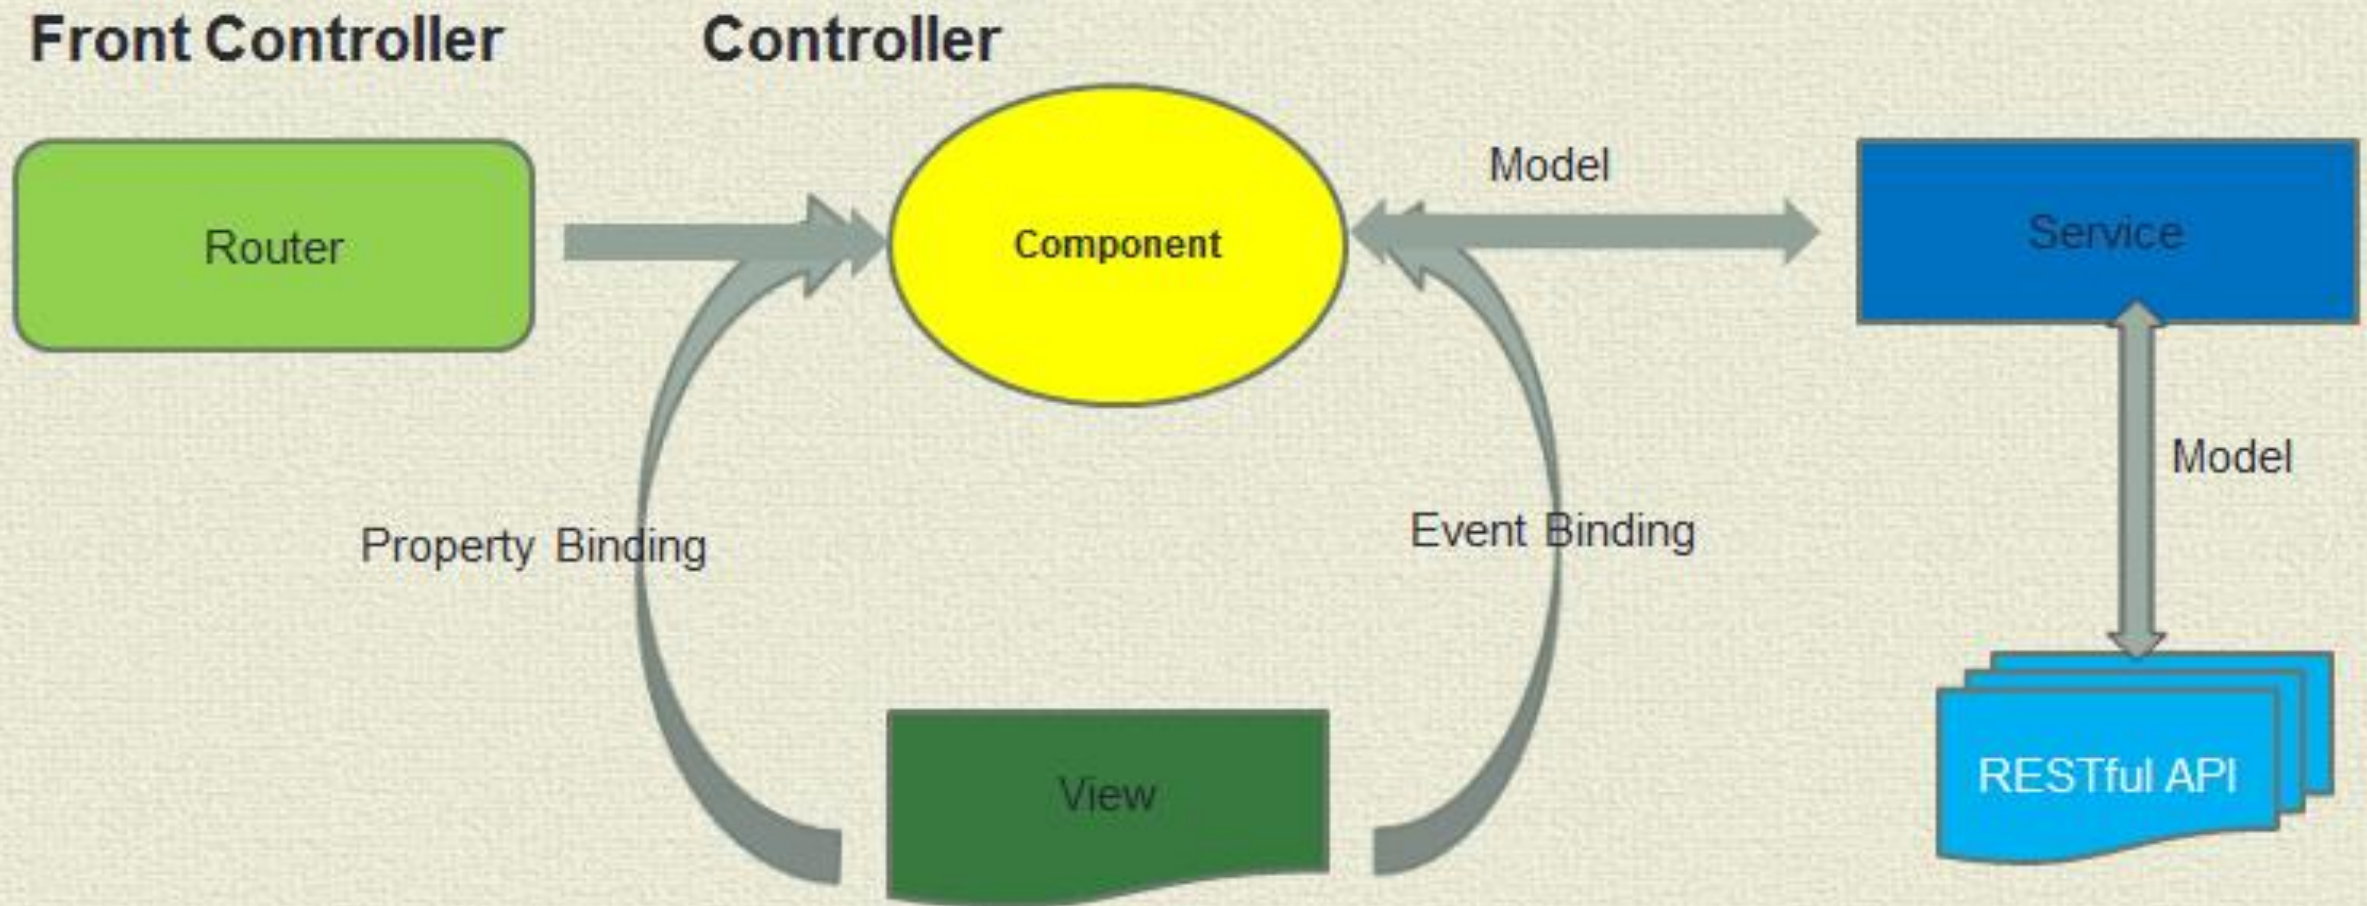 Front Controller
Controller
Router
Component
Model
Service
Property Binding
Event Binding
Model
View
RESTful API